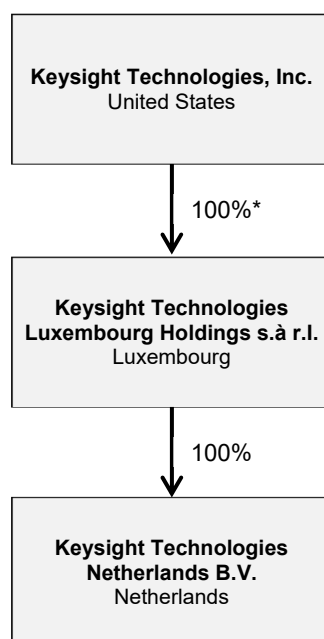 Keysight Technologies, Inc.
United States
100%*
Keysight Technologies
Luxembourg Holdings s.à r.l.
Luxembourg
100%
Keysight Technologies
Netherlands B.V.
Netherlands